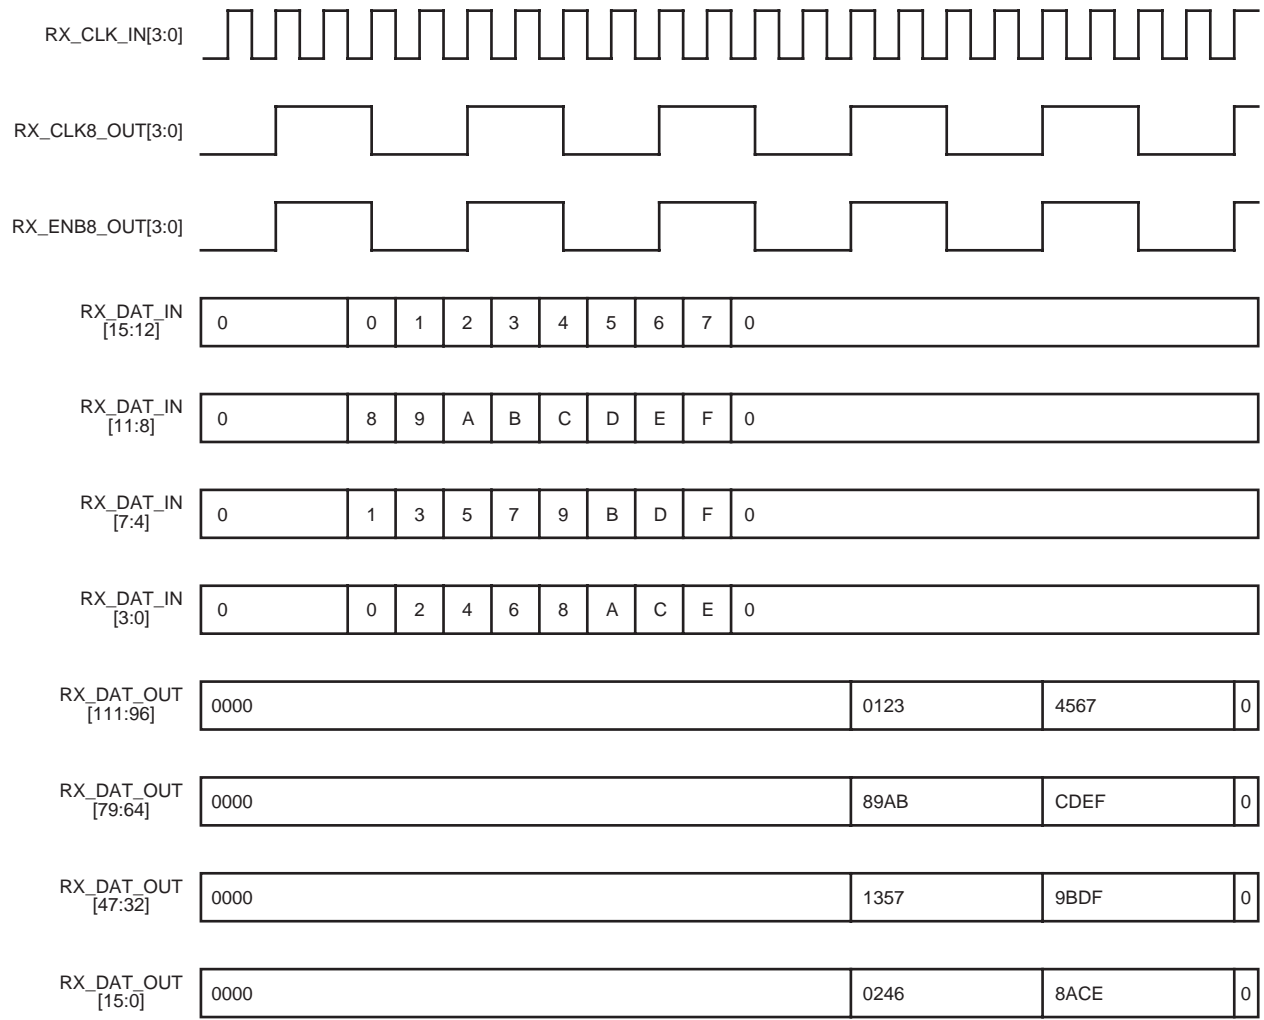 RX_CLK_IN[3:0]
RX_CLK8_OUT[3:0]
RX_ENB8_OUT[3:0]
RX_DAT_IN
[15:12]
0 0 1 2 3 4 5 6 7 0
RX_DAT_IN
[11:8]
0 8 9 A B C D E F 0
RX_DAT_IN
[7:4]
0 1 3 5 7 9 B D F 0
RX_DAT_IN
[3:0]
0 0 2 4 6 8 A C E 0
RX_DAT_OUT
[111:96]
0000 0123 4567 0
RX_DAT_OUT
[79:64]
0000 89AB CDEF 0
RX_DAT_OUT
[47:32]
0000 1357 9BDF 0
RX_DAT_OUT
[15:0]
0000 0246 8ACE 0